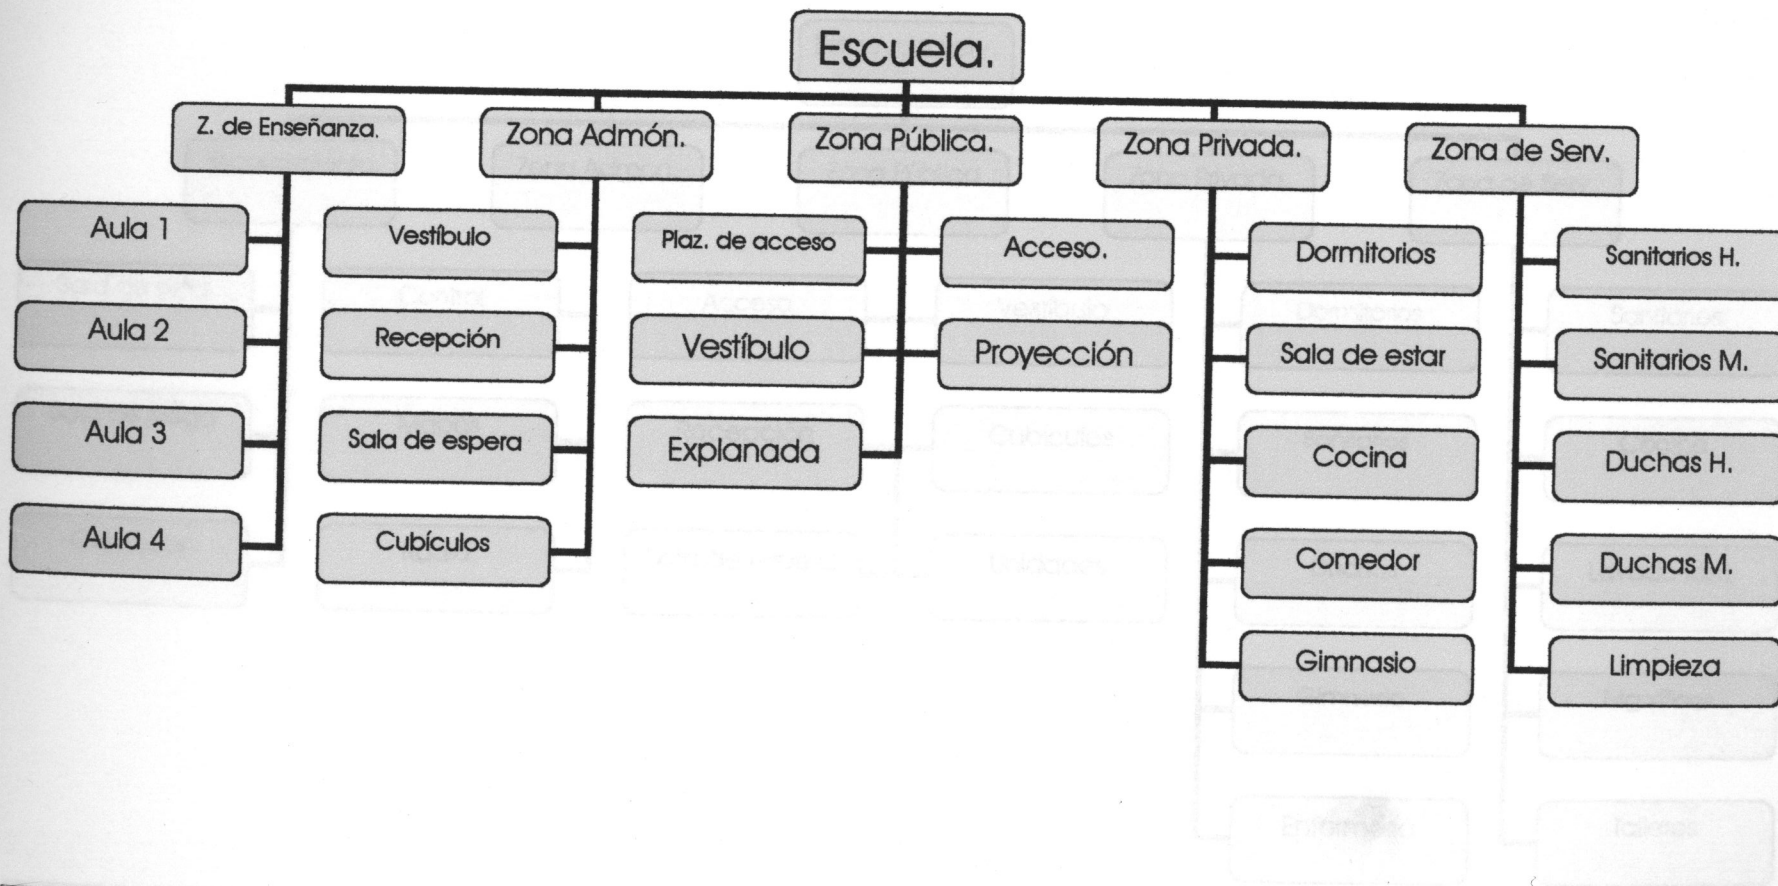 Escuela.
Z. de Enseñanza.
Zona Admón.
Zona Pública.
Zona Privada.
Zona de Serv.
Aula 1
Aula 2
Aula 3
Aula 4
Vestíbulo
Recepción
Sala de espera
Cubículos
Plaz. de acceso
Acceso.
Vestíbulo
Proyección
Explanada
Dormitorios
Sala de estar
Cocina
Comedor
Gimnasio
Sanitarios H.
Sanitarios M.
Duchas H.
Duchas M.
Limpieza